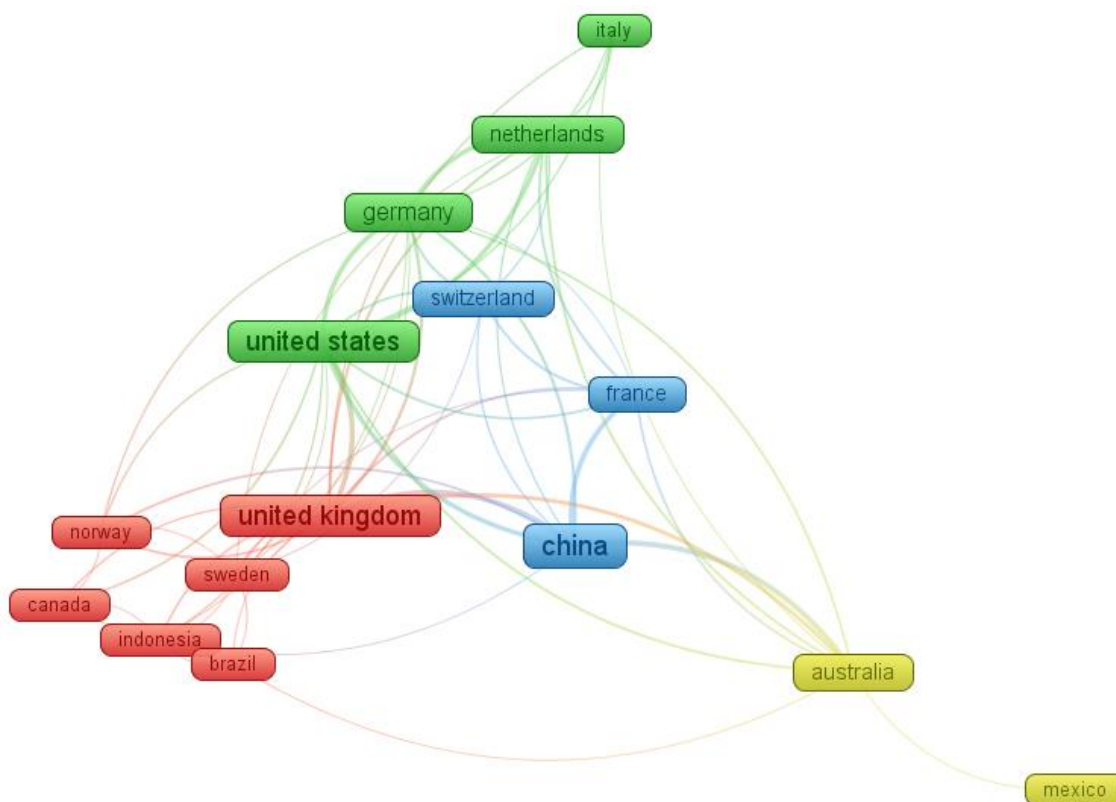 italy
netherlands
germany
switzerland
united states
france
united kingdom
norway
china
sweden
canada
indonesia
brazil
australia
mexico